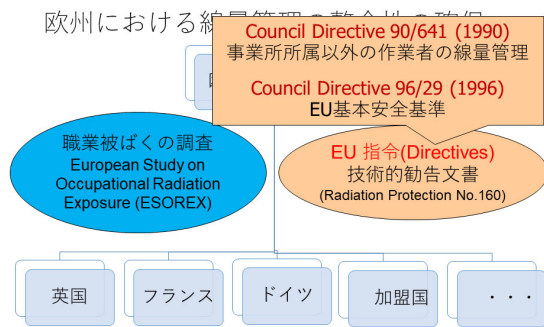 欧州における線量管理の整合性の確保
Council Directive 90/641 (1990)
事業所所属以外の作業者の線量管理
Council Directive 96/29 (1996)
EU基本安全基準
職業被ばくの調査
European Study on
Occupational Radiation
Exposure (ESOREX)
EU 指令(Directives)
技術的勧告文書
(Radiation Protection No.160)
英国
フランス
ドイツ
加盟国
・・・